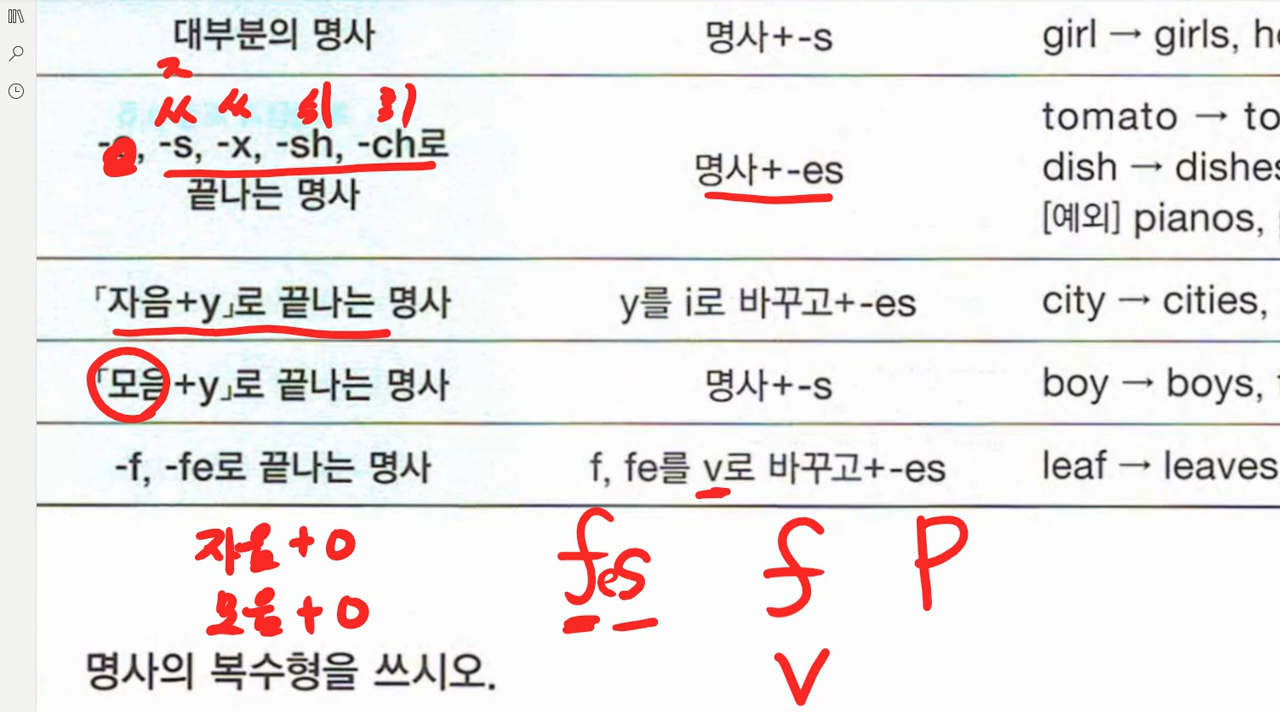 대부분의 명사 명사+-s girl → girls, he
ㅈ
ㅆ ㅆ 쉬 취
-o, -s, -x, -sh, -ch로
끝나는 명사
명사+-es
tomato → to
dish → dishes
[예외] pianos,
「자음+y」로 끝나는 명사 y를 i로 바꾸고+-es city → cities,
「모음+y」로 끝나는 명사 명사+-s boy → boys,
-f, -fe로 끝나는 명사 f, fe를 v로 바꾸고+-es leaf → leaves
자음+o fes f P
모음+o
v
명사의 복수형을 쓰시오.